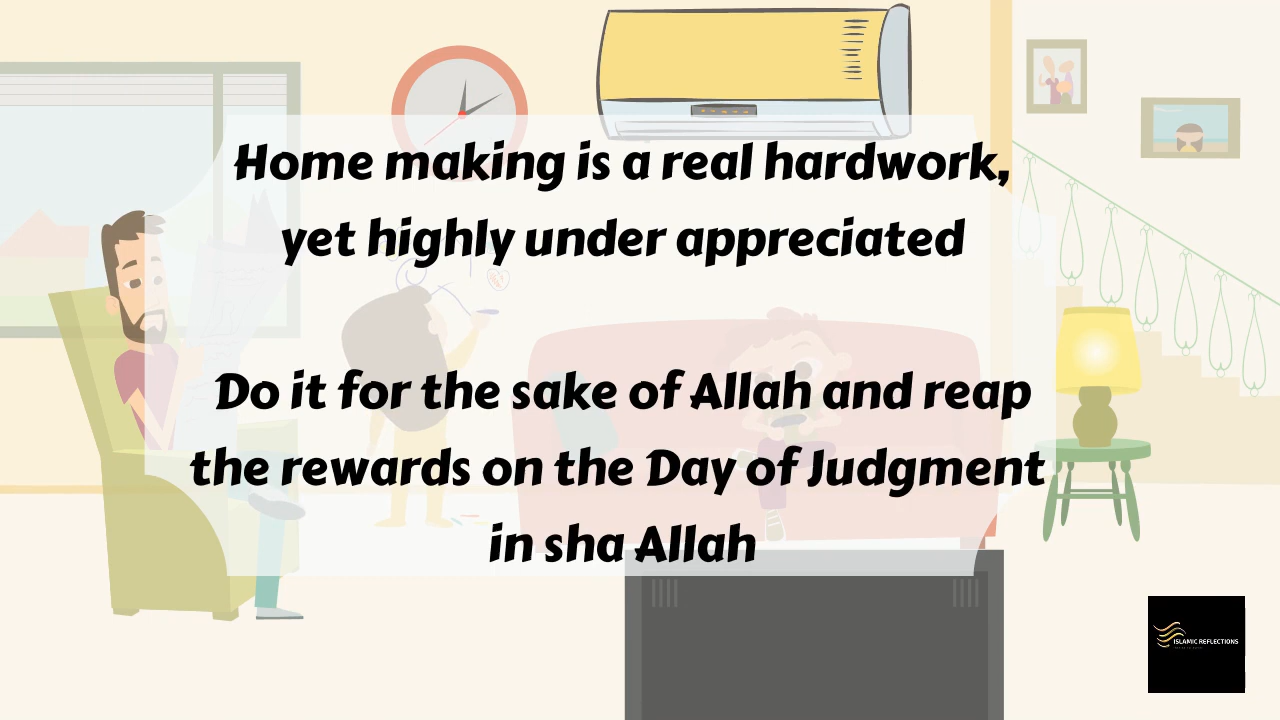 Home making is a real hardwork,
yet highly under appreciated
Do it for the sake of Allah and reap
the rewards on the Day of Judgment
in sha Allah
ISLAMIC REFLECTIONS